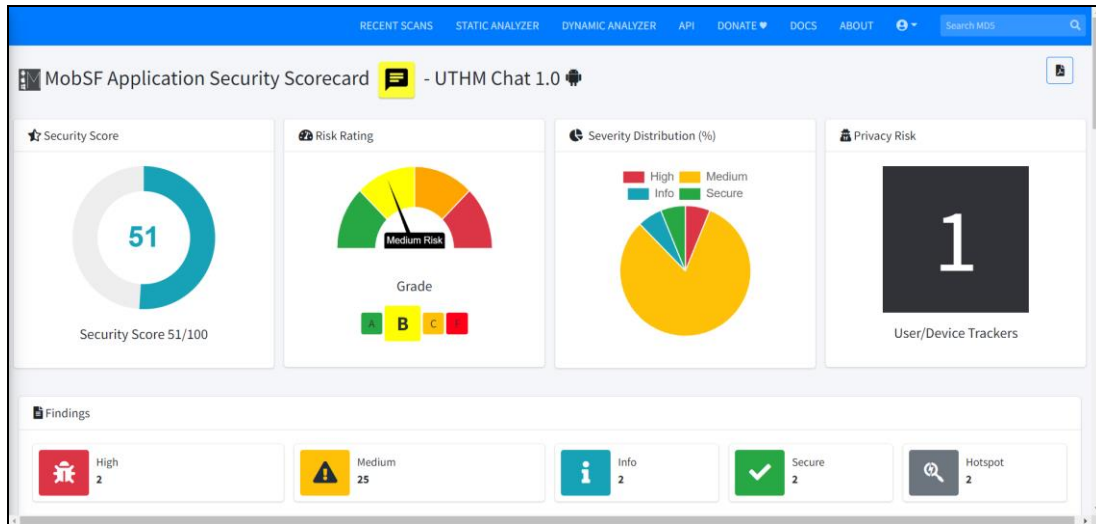 RECENT SCANS STATIC ANALYZER DYNAMIC ANALYZER API DONATE ♥ DOCS ABOUT Search MD5
MobSF Application Security Scorecard - UTHM Chat 1.0
Security Score
Risk Rating
Severity Distribution (%)
Privacy Risk
51
Security Score 51/100
Medium Risk
Grade
A B C F
High Medium
Info Secure
1
User/Device Trackers
Findings
High
2
Medium
25
Info
2
Secure
2
Hotspot
2